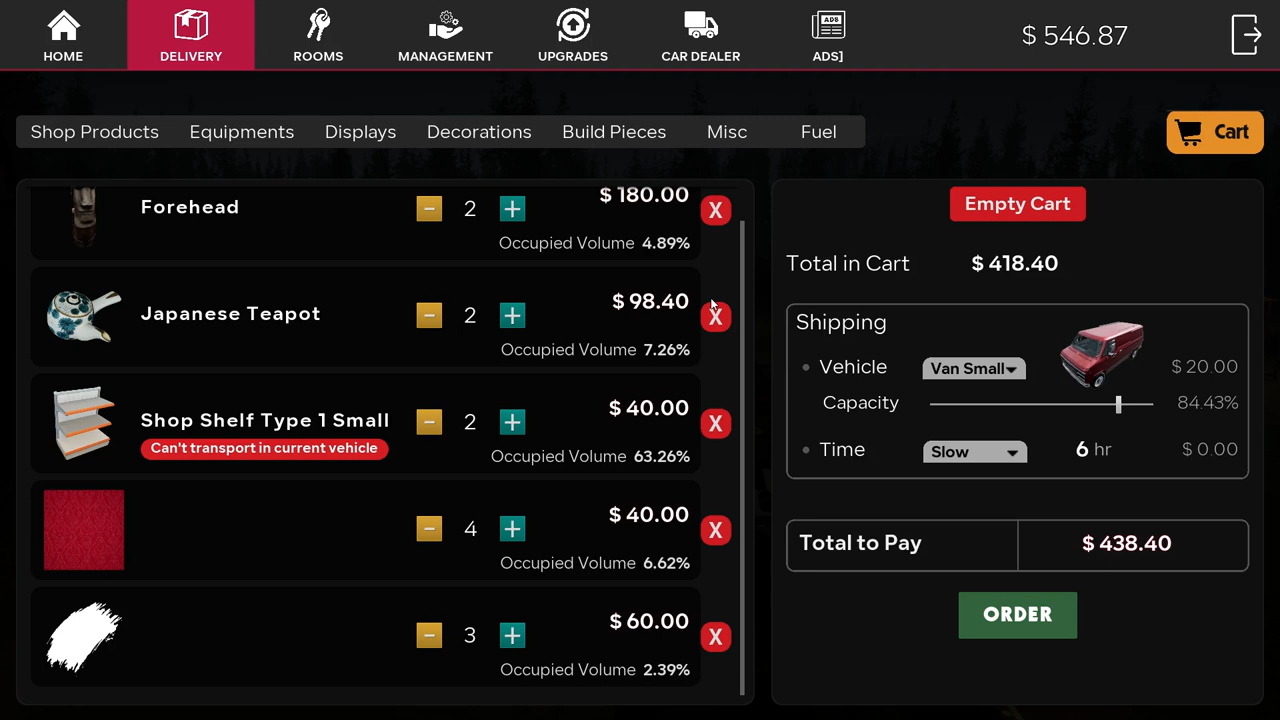 HOME DELIVERY ROOMS MANAGEMENT UPGRADES CAR DEALER ADS ADS] $ 546.87
Shop Products Equipments Displays Decorations Build Pieces Misc Fuel Cart
Forehead - 2 + $ 180.00 X
Occupied Volume 4.89%
Japanese Teapot - 2 + $ 98.40 X
Occupied Volume 7.26%
Shop Shelf Type 1 Small - 2 + $ 40.00 X
Can't transport in current vehicle
Occupied Volume 63.26%
- 4 + $ 40.00 X
Occupied Volume 6.62%
- 3 + $ 60.00 X
Occupied Volume 2.39%
Empty Cart
Total in Cart $ 418.40
Shipping
Vehicle Van Small $ 20.00
Capacity 84.43%
Time Slow 6 hr $ 0.00
Total to Pay $ 438.40
ORDER